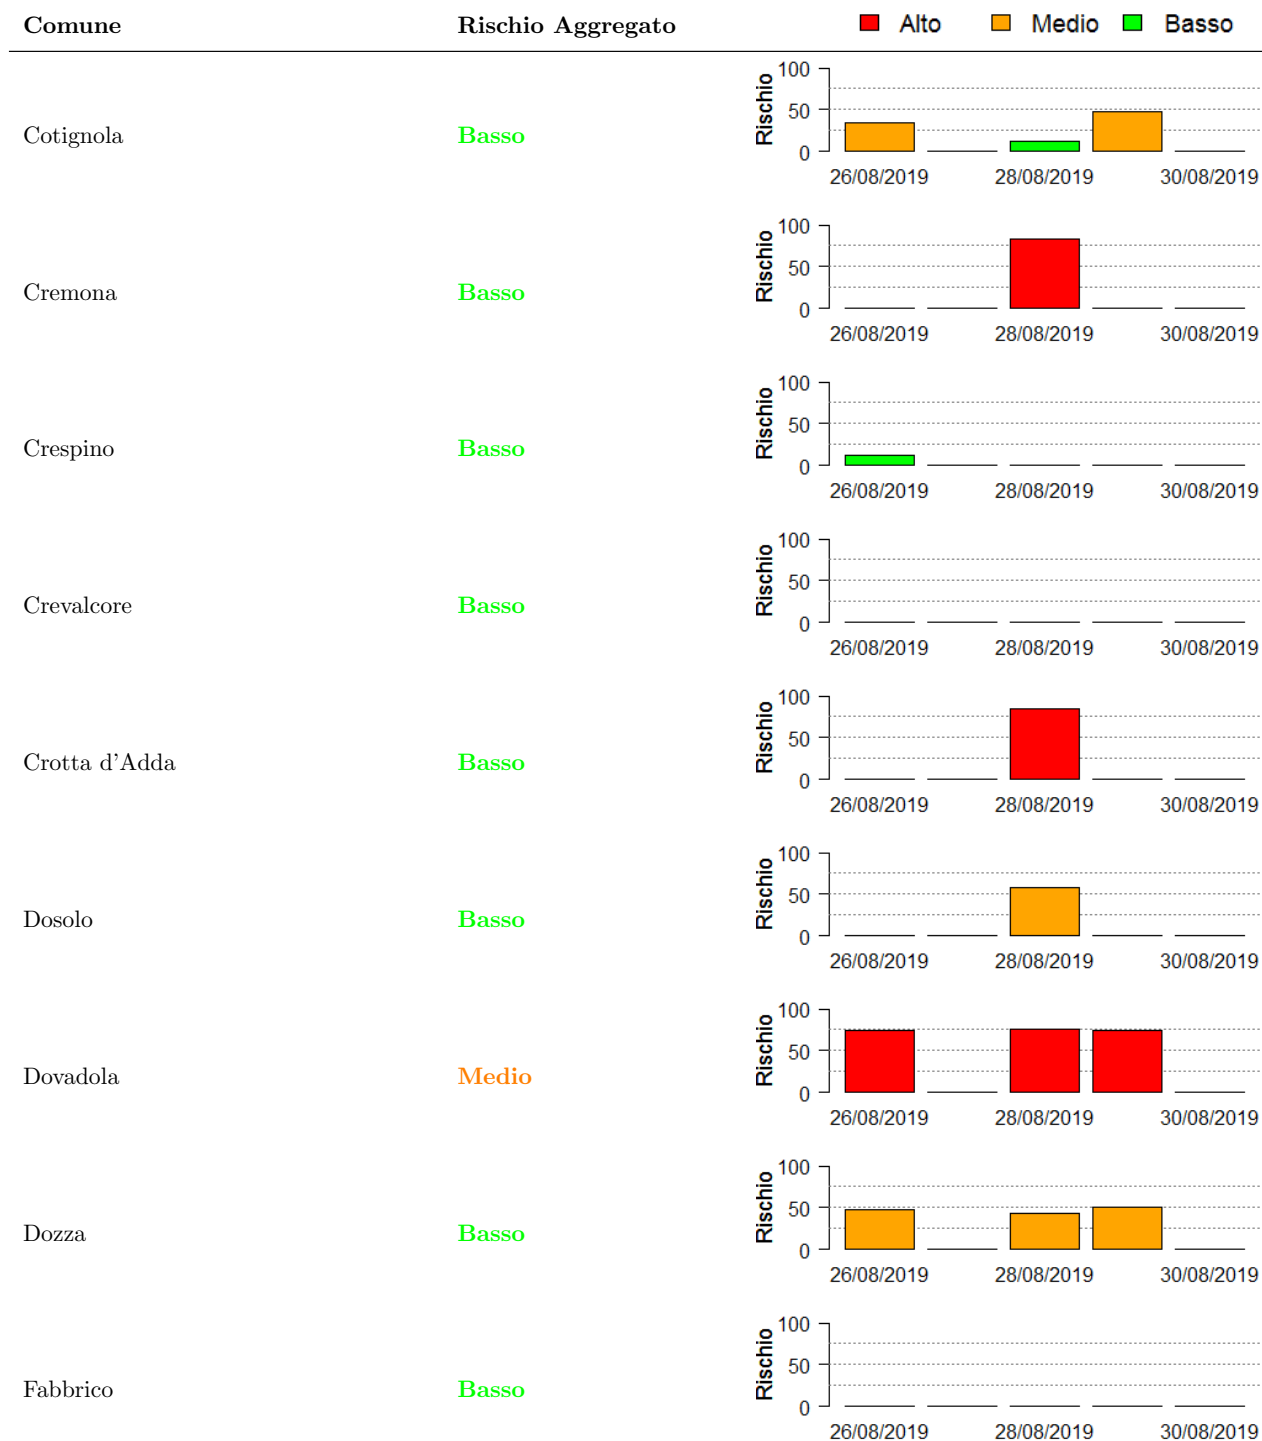 Comune Rischio Aggregato Alto Medio Basso
Cotignola Basso
Rischio
100
50
0
26/08/2019 28/08/2019 30/08/2019
Cremona Basso
Rischio
100
50
0
26/08/2019 28/08/2019 30/08/2019
Crespino Basso
Rischio
100
50
0
26/08/2019 28/08/2019 30/08/2019
Crevalcore Basso
Rischio
100
50
0
26/08/2019 28/08/2019 30/08/2019
Crotta d'Adda Basso
Rischio
100
50
0
26/08/2019 28/08/2019 30/08/2019
Dosolo Basso
Rischio
100
50
0
26/08/2019 28/08/2019 30/08/2019
Dovadola Medio
Rischio
100
50
0
26/08/2019 28/08/2019 30/08/2019
Dozza Basso
Rischio
100
50
0
26/08/2019 28/08/2019 30/08/2019
Fabbrico Basso
Rischio
100
50
0
26/08/2019 28/08/2019 30/08/2019